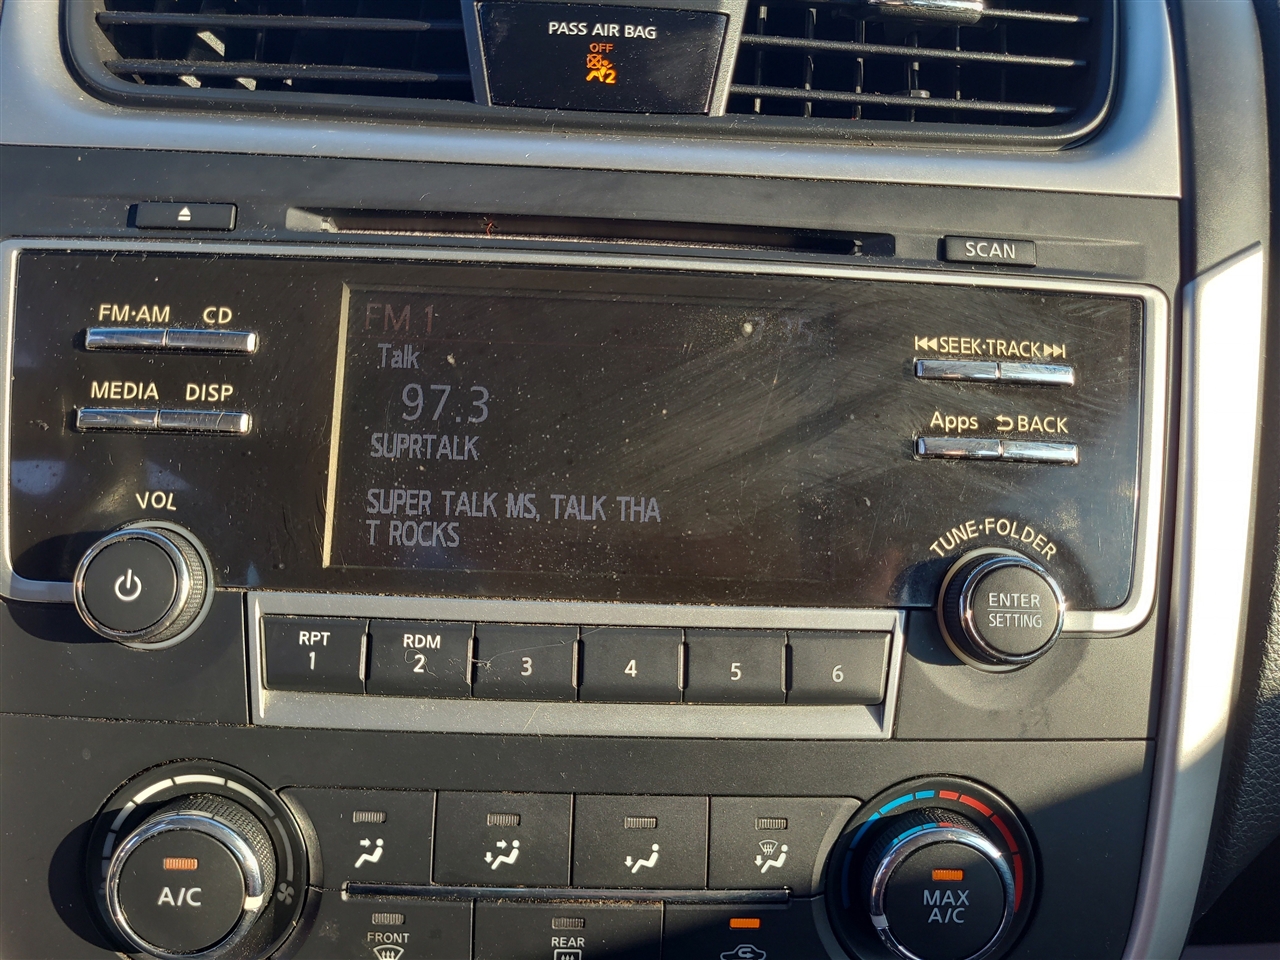 PASS AIR BAG
OFF
2
SCAN
FM·AM CD
MEDIA DISP
VOL
FM 1
Talk
97.3
SUPRTALK
SUPER TALK MS, TALK THA
T ROCKS
SEEK·TRACK
Apps BACK
TUNE·FOLDER
ENTER
SETTING
RPT
1
RDM
2
3
4
5
6
A/C
MAX
A/C
FRONT
REAR